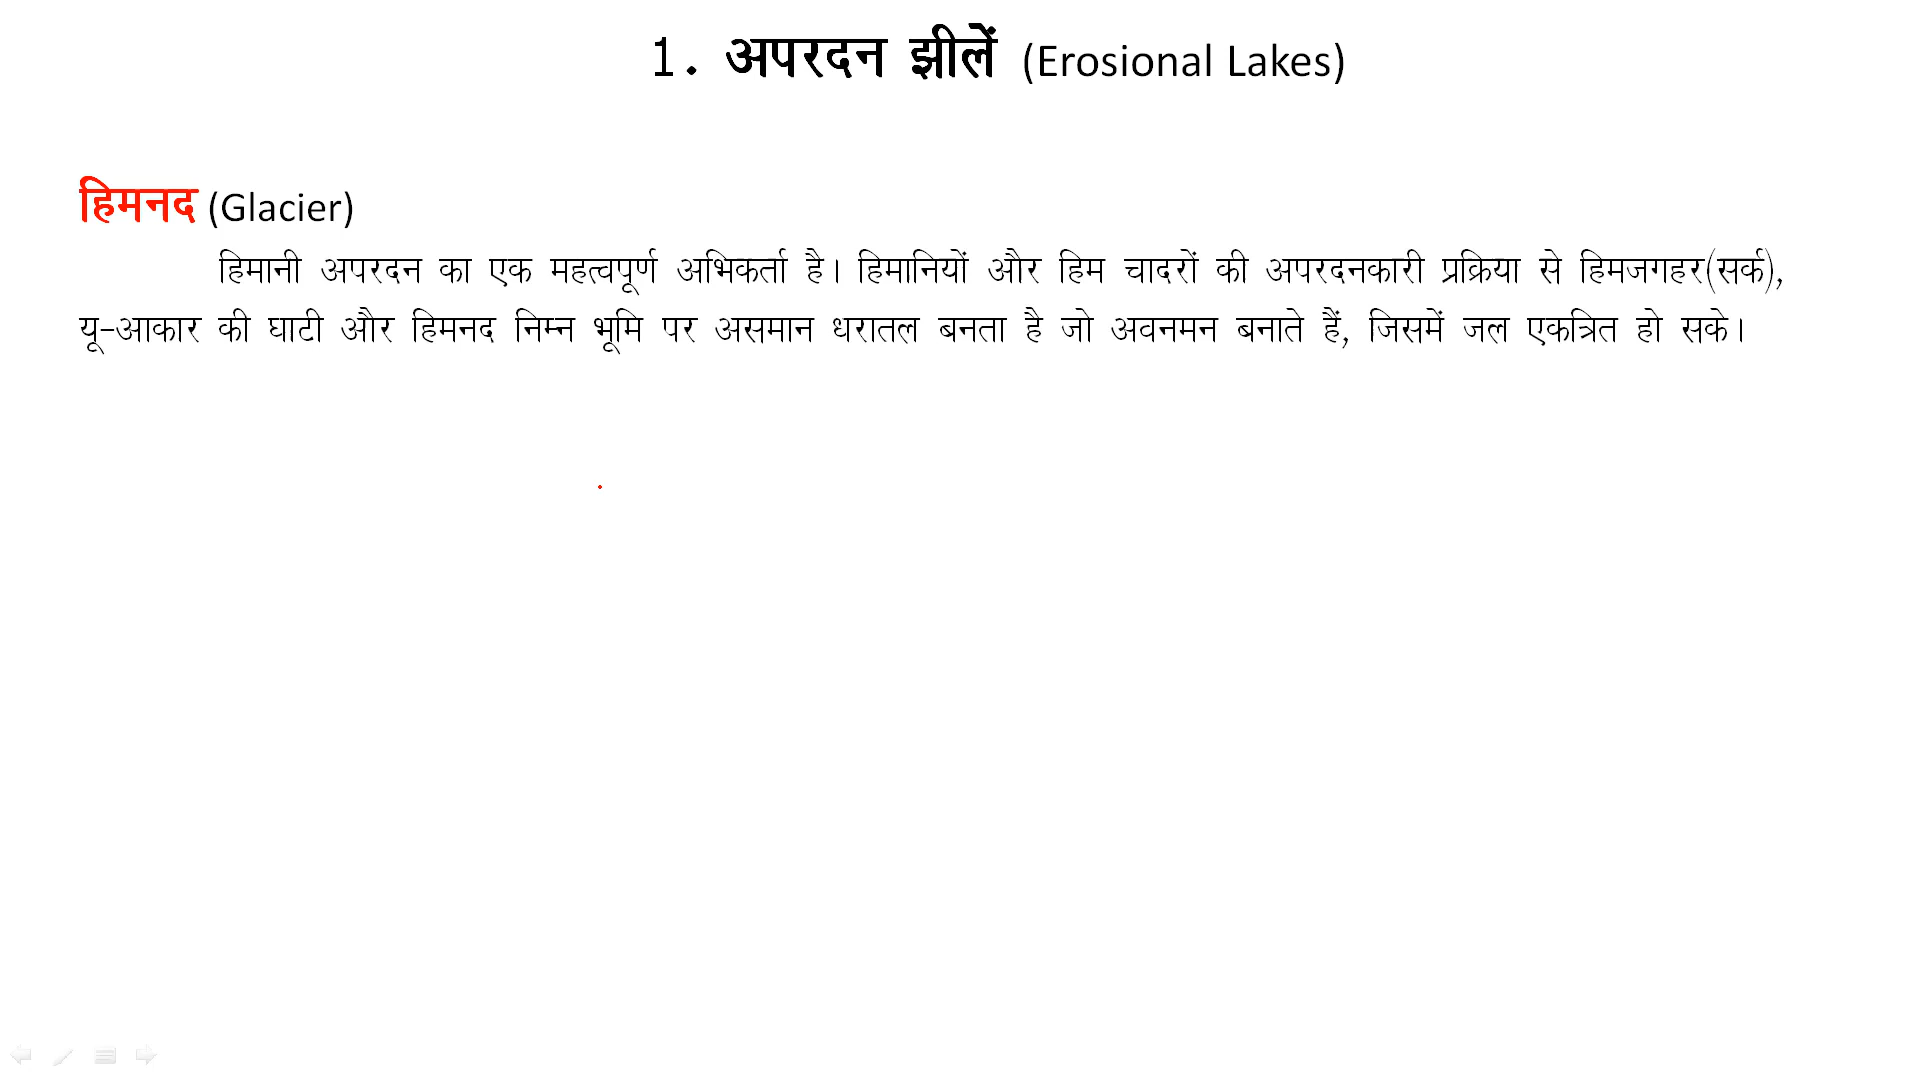 1. अपरदन झीलें (Erosional Lakes)
हिमनद (Glacier)
हिमानी अपरदन का एक महत्वपूर्ण अभिकर्ता है। हिमानियों और हिम चादरों की अपरदनकारी प्रक्रिया से हिमजगहर(सर्क),
यू-आकार की घाटी और हिमनद निम्न भूमि पर असमान धरातल बनता है जो अवनमन बनाते हैं, जिसमें जल एकत्रित हो सके।